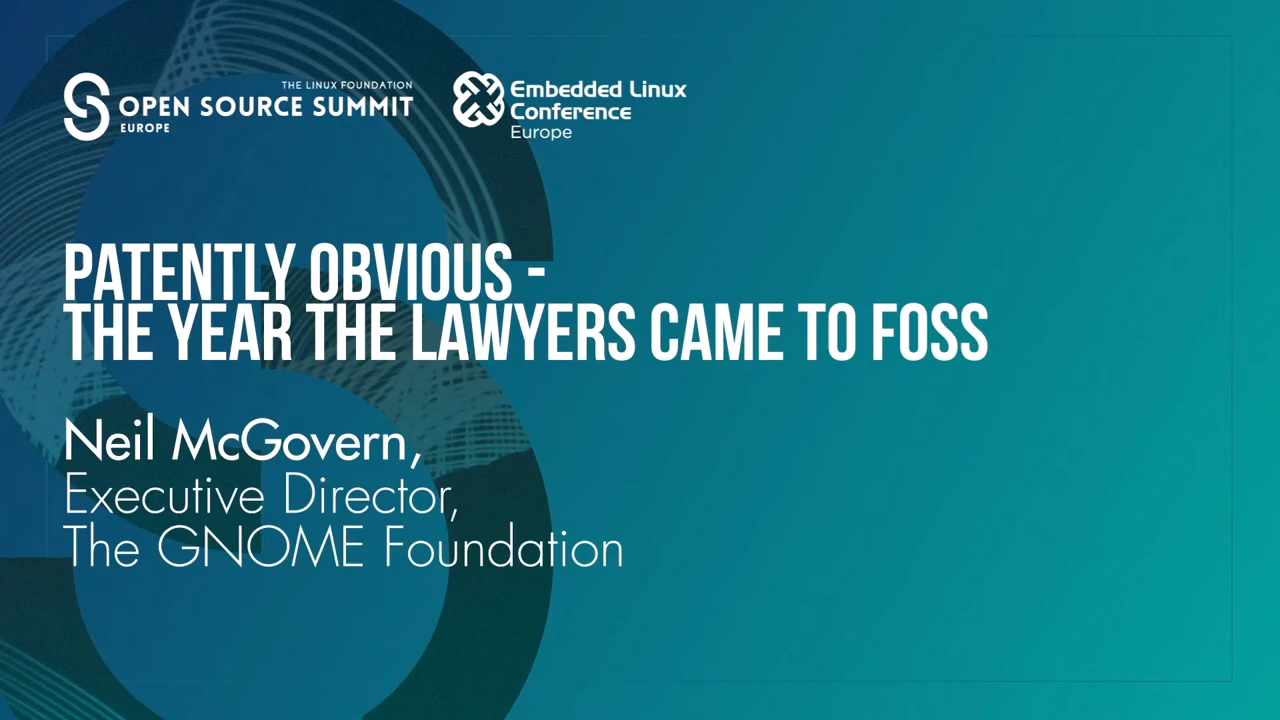 THE LINUX FOUNDATION
OPEN SOURCE SUMMIT
EUROPE
Embedded Linux
Conference
Europe
PATENTLY OBVIOUS -
THE YEAR THE LAWYERS CAME TO FOSS
Neil McGovern,
Executive Director,
The GNOME Foundation